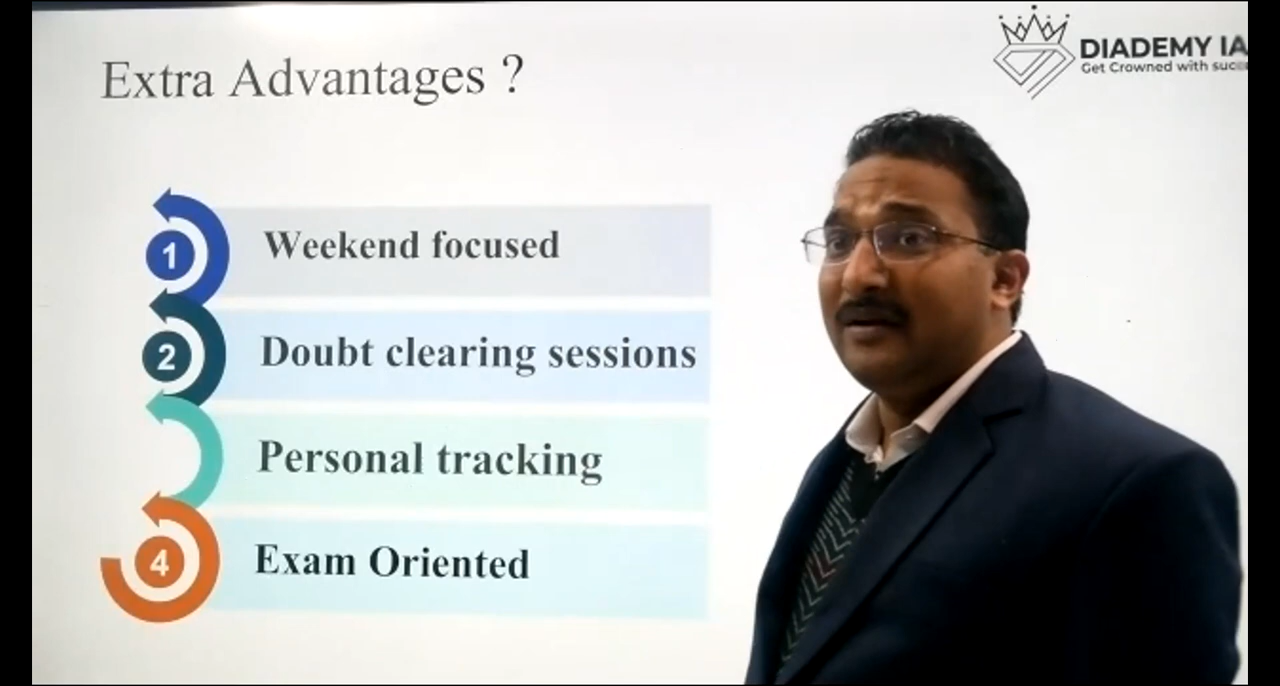 DIADEMY IA
Get Crowned with succ
Extra Advantages ?
1
Weekend focused
2
Doubt clearing sessions
Personal tracking
4
Exam Oriented